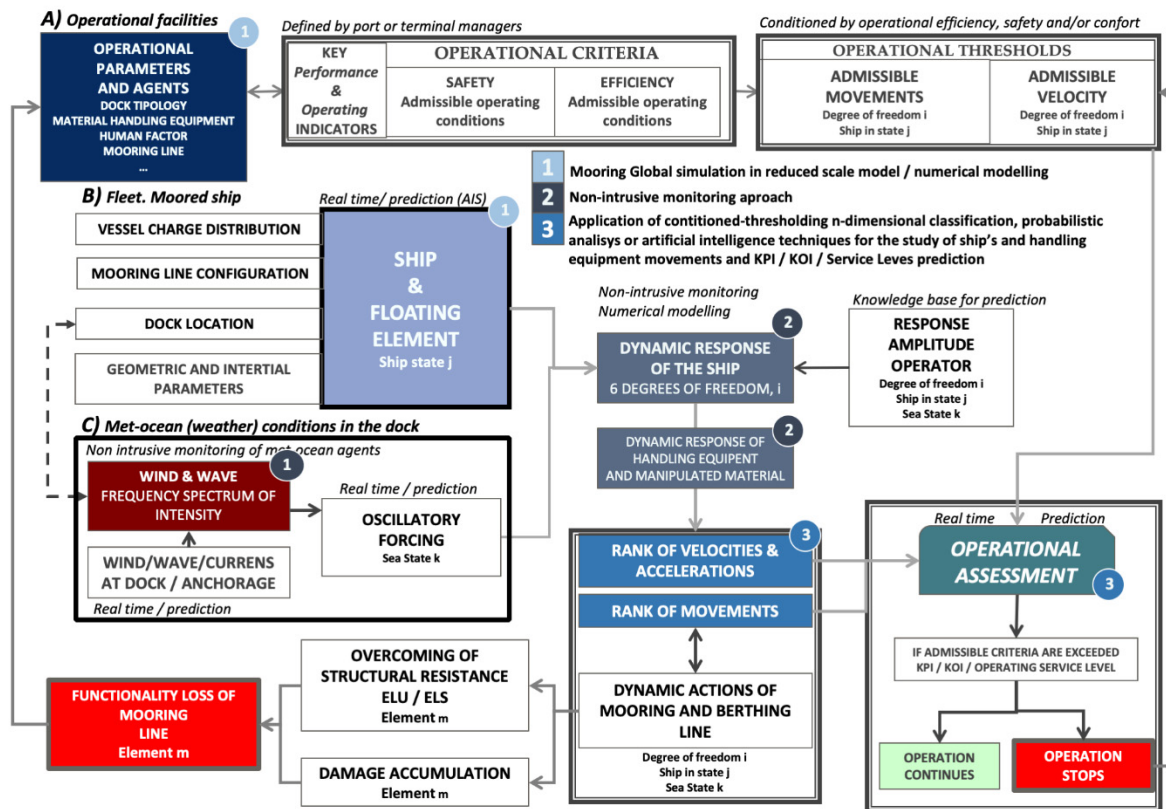 A) Operational facilities
1
OPERATIONAL
PARAMETERS
AND AGENTS
DOCK TIPOLOGY
MATERIAL HANDLING EQUIPMENT
HUMAN FACTOR
MOORING LINE
...
Defined by port or terminal managers
KEY
Performance
&
Operating
INDICATORS
OPERATIONAL CRITERIA
SAFETY
Admissible operating
conditions
EFFICIENCY
Admissible operating
conditions
Conditioned by operational efficiency, safety and/or confort
OPERATIONAL THRESHOLDS
ADMISSIBLE
MOVEMENTS
Degree of freedom i
Ship in state j
ADMISSIBLE
VELOCITY
Degree of freedom i
Ship in state j
1 Mooring Global simulation in reduced scale model / numerical modelling
2 Non-intrusive monitoring aproach
3 Application of contitioned-thresholding n-dimensional classification, probabilistic
analisys or artificial intelligence techniques for the study of ship's and handling
equipment movements and KPI / KOI / Service Leves prediction
B) Fleet. Moored ship
VESSEL CHARGE DISTRIBUTION
MOORING LINE CONFIGURATION
DOCK LOCATION
GEOMETRIC AND INTERTIAL
PARAMETERS
Real time/ prediction (AIS)
1
SHIP
&
FLOATING
ELEMENT
Ship state j
Non-intrusive monitoring
Numerical modelling
2
DYNAMIC RESPONSE
OF THE SHIP
6 DEGREES OF FREEDOM, i
Knowledge base for prediction
RESPONSE
AMPLITUDE
OPERATOR
Degree of freedom i
Ship in state j
Sea State k
2
DYNAMIC RESPONSE OF
HANDLING EQUIPENT
AND MANIPULATED MATERIAL
C) Met-ocean (weather) conditions in the dock
Non intrusive monitoring of met-ocean agents
1
WIND & WAVE
FREQUENCY SPECTRUM OF
INTENSITY
WIND/WAVE/CURRENS
AT DOCK / ANCHORAGE
Real time / prediction
Real time / prediction
OSCILLATORY
FORCING
Sea State k
3
RANK OF VELOCITIES &
ACCELERATIONS
RANK OF MOVEMENTS
DYNAMIC ACTIONS OF
MOORING AND BERTHING
LINE
Degree of freedom i
Ship in state j
Sea State k
Real time Prediction
OPERATIONAL
ASSESSMENT
3
IF ADMISSIBLE CRITERIA ARE EXCEEDED
KPI / KOI / OPERATING SERVICE LEVEL
OPERATION
CONTINUES
OPERATION
STOPS
OVERCOMING OF
STRUCTURAL RESISTANCE
ELU / ELS
Element m
DAMAGE ACCUMULATION
Element m
FUNCTIONALITY LOSS OF
MOORING
LINE
Element m